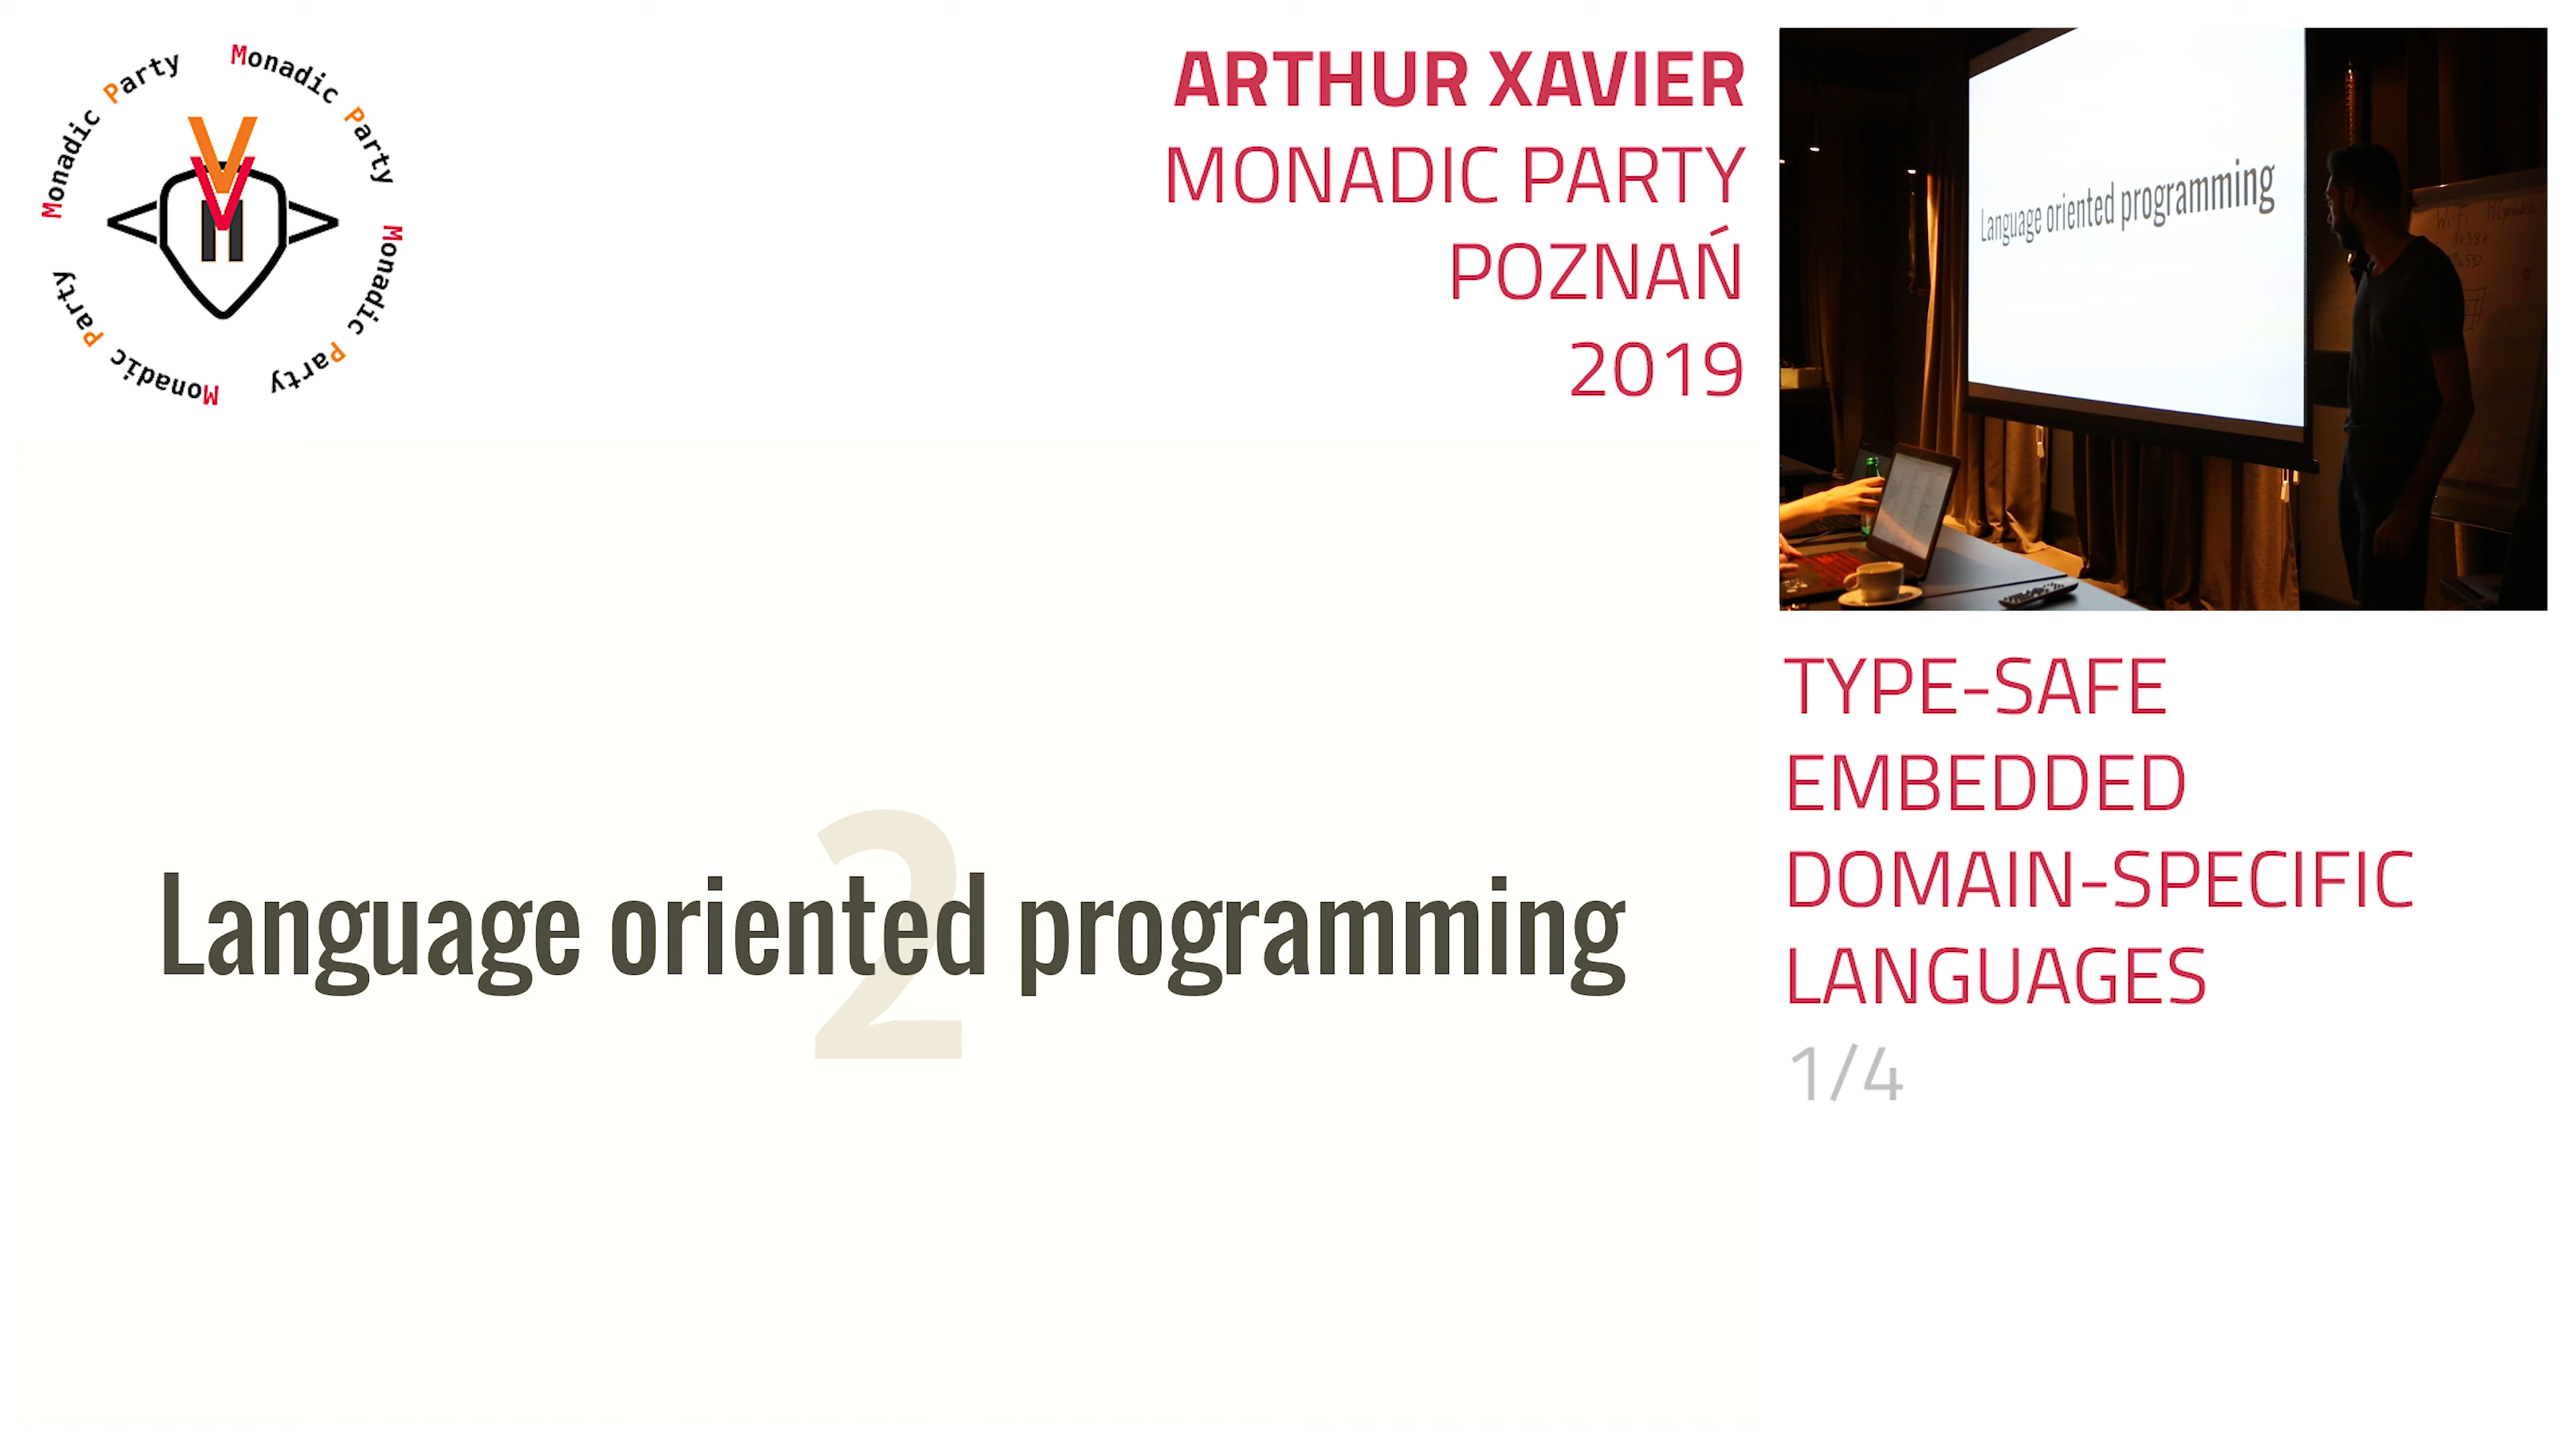 Monadic Party
Monadic Party
Monadic Party
Monadic Party
ARTHUR XAVIER
MONADIC PARTY
POZNAŃ
2019
Language oriented programming
TYPE-SAFE
EMBEDDED
DOMAIN-SPECIFIC
LANGUAGES
1/4
2
Language oriented programming